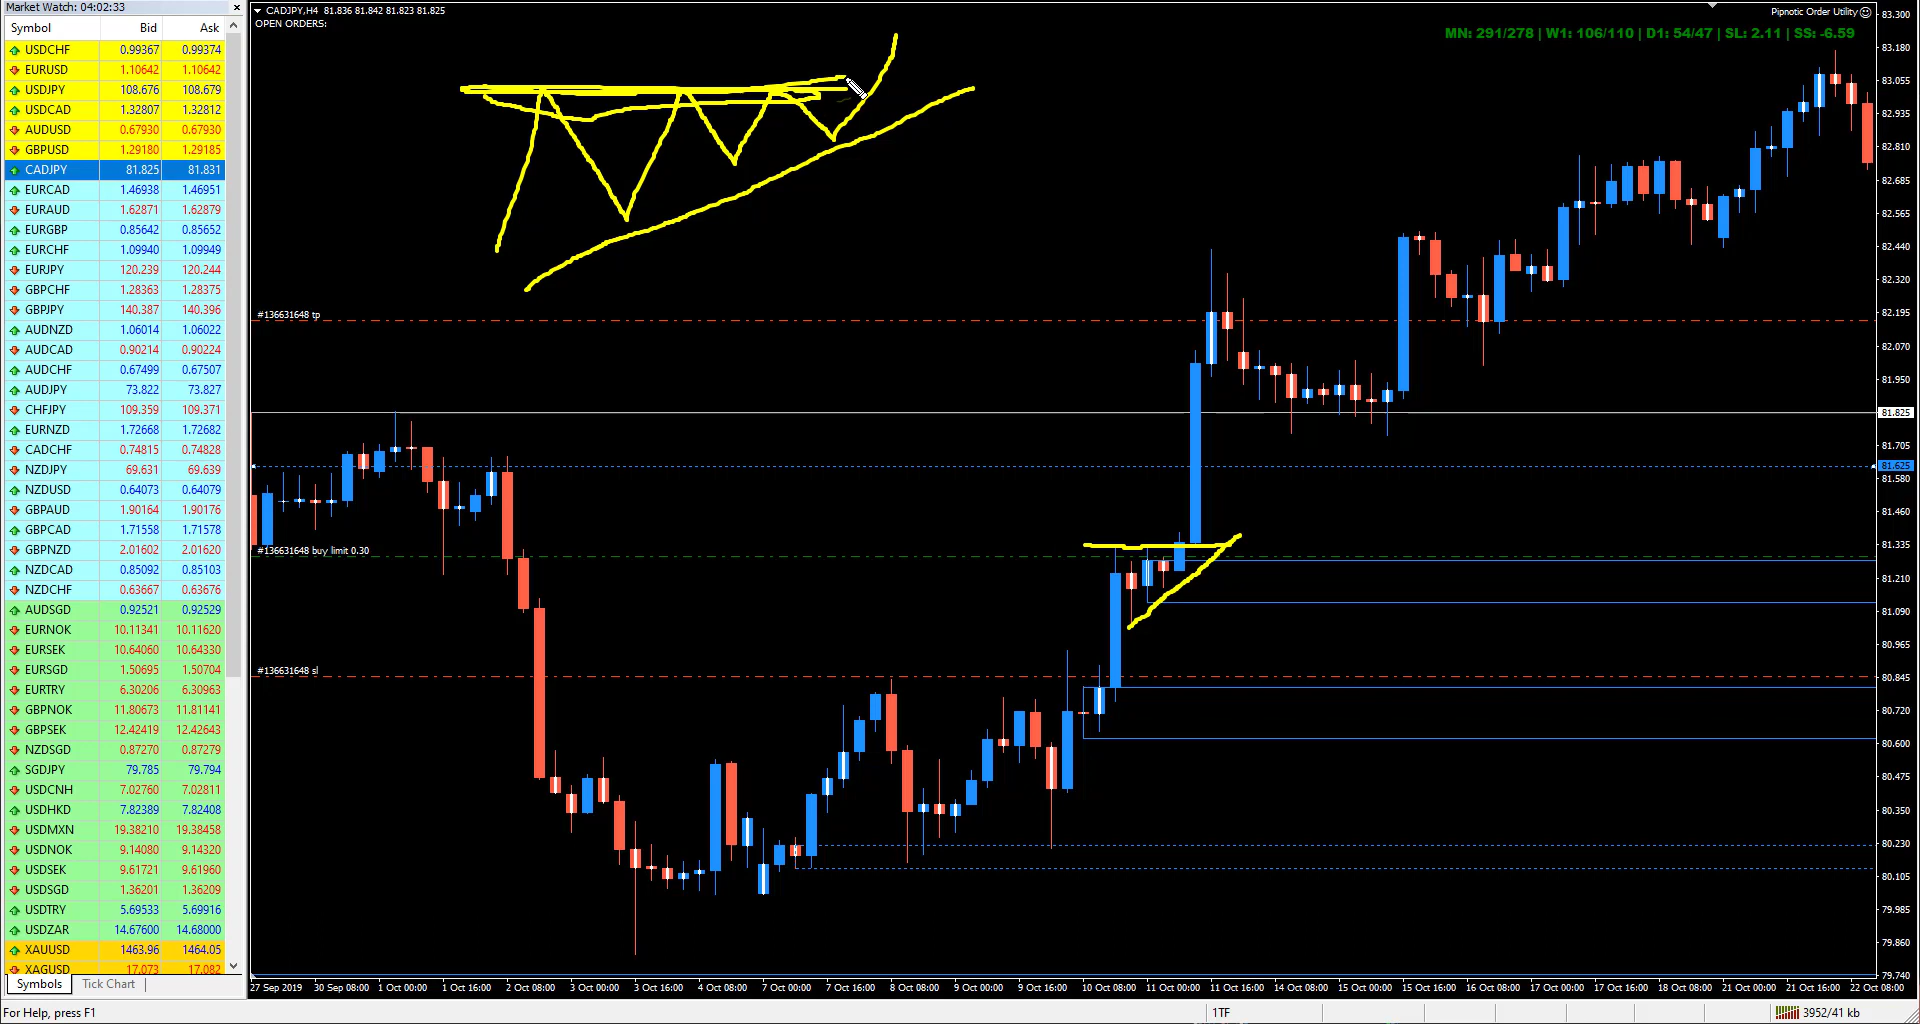 Market Watch: 04:02:33
Symbol Bid Ask
USDCHF 0.99367 0.99374
EURUSD 1.10642 1.10642
USDJPY 108.676 108.679
USDCAD 1.32807 1.32812
AUDUSD 0.67930 0.67930
GBPUSD 1.29180 1.29185
CADJPY 81.825 81.831
EURCAD 1.46938 1.46951
EURAUD 1.62871 1.62879
EURGBP 0.85642 0.85652
EURCHF 1.09940 1.09949
EURJPY 120.239 120.244
GBPCHF 1.28363 1.28375
GBPJPY 140.387 140.396
AUDNZD 1.06014 1.06022
AUDCAD 0.90214 0.90224
AUDCHF 0.67499 0.67507
AUDJPY 73.822 73.827
CHFJPY 109.359 109.371
EURNZD 1.72668 1.72682
CADCHF 0.74815 0.74828
NZDJPY 69.631 69.639
NZDUSD 0.64073 0.64079
GBPAUD 1.90164 1.90176
GBPCAD 1.71558 1.71578
GBPNZD 2.01602 2.01620
NZDCAD 0.85092 0.85103
NZDCHF 0.63667 0.63676
AUDSGD 0.92521 0.92529
EURNOK 10.11341 10.11620
EURSEK 10.64060 10.64330
EURSGD 1.50695 1.50704
EURTRY 6.30206 6.30963
GBPNOK 11.80673 11.81141
GBPSEK 12.42419 12.42643
NZDSGD 0.87270 0.87279
SGDJPY 79.785 79.794
USDCNH 7.02760 7.02811
USDHKD 7.82389 7.82408
USDMXN 19.38210 19.38458
USDNOK 9.14080 9.14320
USDSEK 9.61721 9.61960
USDSGD 1.36201 1.36209
USDTRY 5.69533 5.69916
USDZAR 14.67600 14.68000
XAUUSD 1463.96 1464.05
XAGUSD 17.073 17.082
Symbols Tick Chart
CADJPY,H4 81.836 81.842 81.823 81.825
OPEN ORDERS:
Pipnotic Order Utility
MN: 291/278 | W1: 106/110 | D1: 54/47 | SL: 2.11 | SS: -6.59
#136631648 tp
#136631648 buy limit 0.30
#136631648 sl
83.300
83.180
83.055
82.935
82.810
82.685
82.565
82.440
82.320
82.195
82.070
81.950
81.825
81.705
81.625
81.580
81.460
81.335
81.210
81.090
80.965
80.845
80.720
80.600
80.475
80.350
80.230
80.105
79.985
79.860
79.740
27 Sep 2019 30 Sep 08:00 1 Oct 00:00 1 Oct 16:00 2 Oct 08:00 3 Oct 00:00 3 Oct 16:00 4 Oct 08:00 7 Oct 00:00 7 Oct 16:00 8 Oct 08:00 9 Oct 00:00 9 Oct 16:00 10 Oct 08:00 11 Oct 00:00 11 Oct 16:00 14 Oct 08:00 15 Oct 00:00 15 Oct 16:00 16 Oct 08:00 17 Oct 00:00 17 Oct 16:00 18 Oct 08:00 21 Oct 00:00 21 Oct 16:00 22 Oct 08:00
For Help, press F1 1TF 3952/41 kb